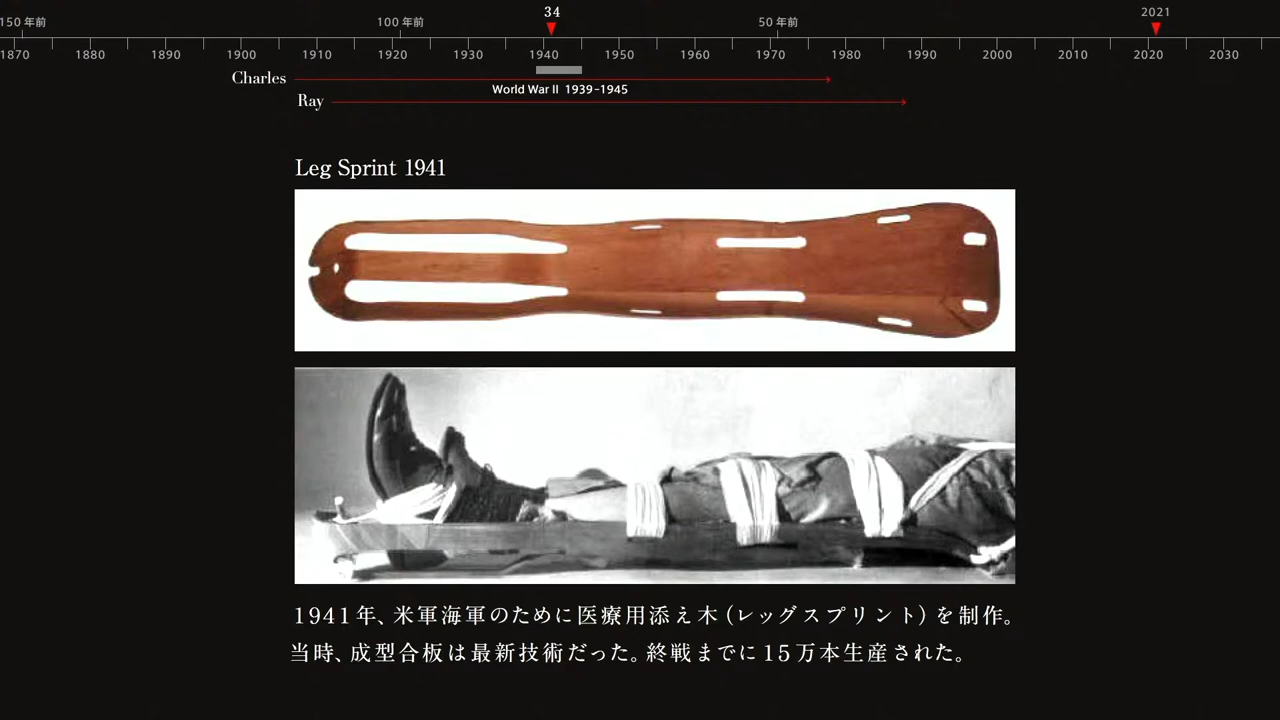 34
2021
150年前
100年前
50年前
1870 1880 1890 1900 1910 1920 1930 1940 1950 1960 1970 1980 1990 2000 2010 2020 2030
Charles
World War II 1939-1945
Ray
Leg Sprint 1941
1941年、米軍海軍のために医療用添え木（レッグスプリント）を制作。
当時、成型合板は最新技術だった。終戦までに15万本生産された。